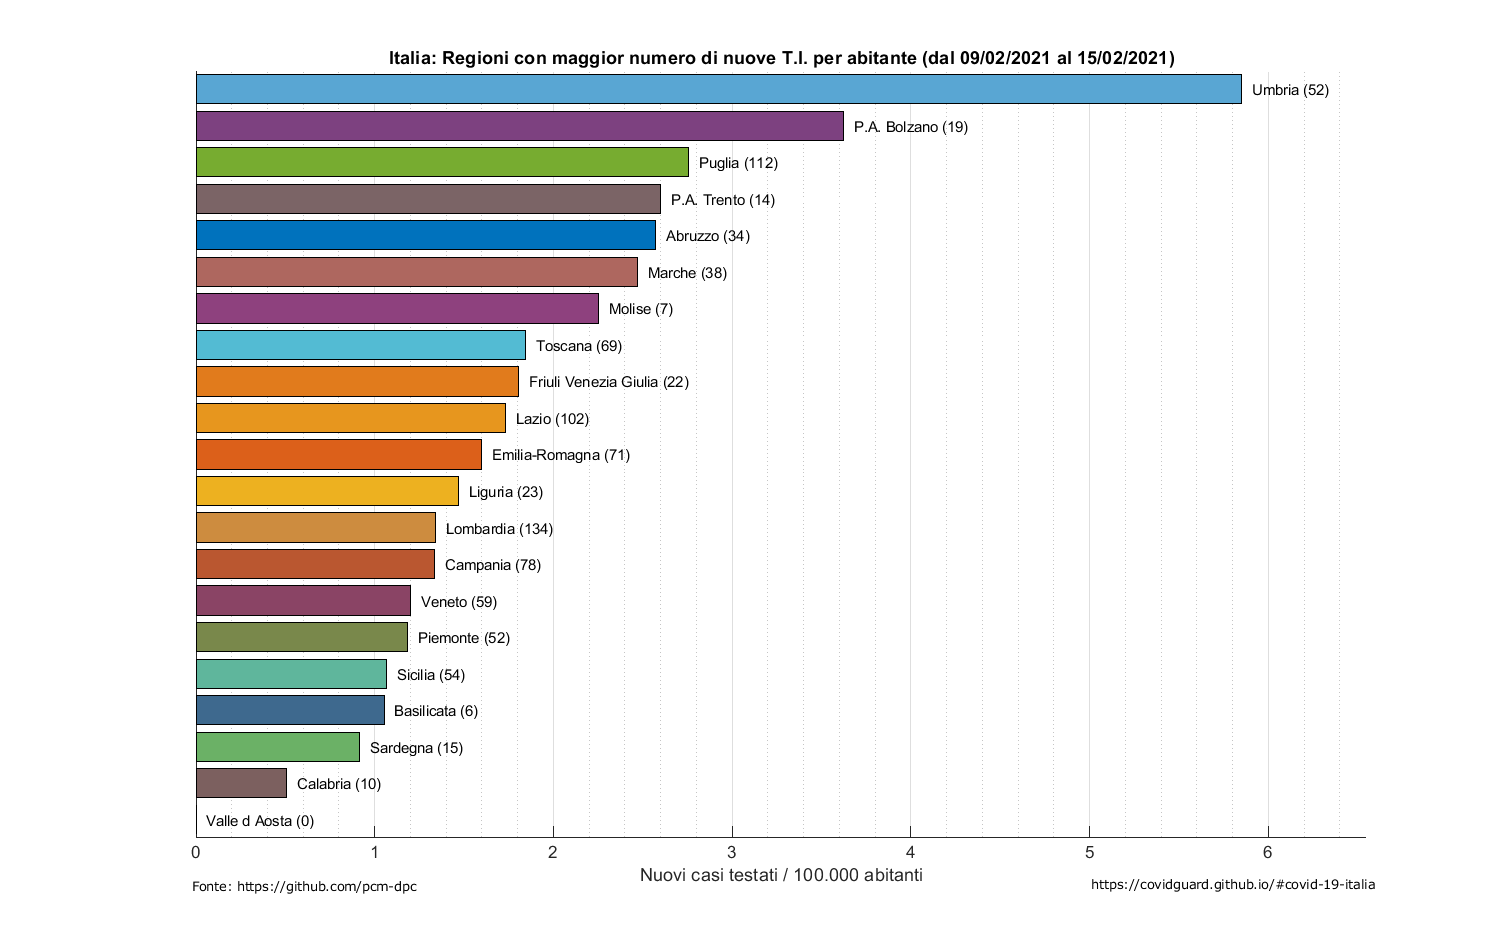 Italia: Regioni con maggior numero di nuove T.I. per abitante (dal 09/02/2021 al 15/02/2021)
Umbria (52)
P.A. Bolzano (19)
Puglia (112)
P.A. Trento (14)
Abruzzo (34)
Marche (38)
Molise (7)
Toscana (69)
Friuli Venezia Giulia (22)
Lazio (102)
Emilia-Romagna (71)
Liguria (23)
Lombardia (134)
Campania (78)
Veneto (59)
Piemonte (52)
Sicilia (54)
Basilicata (6)
Sardegna (15)
Calabria (10)
Valle d Aosta (0)
0 1 2 3 4 5 6
Nuovi casi testati / 100.000 abitanti
Fonte: https://github.com/pcm-dpc
https://covidguard.github.io/#covid-19-italia